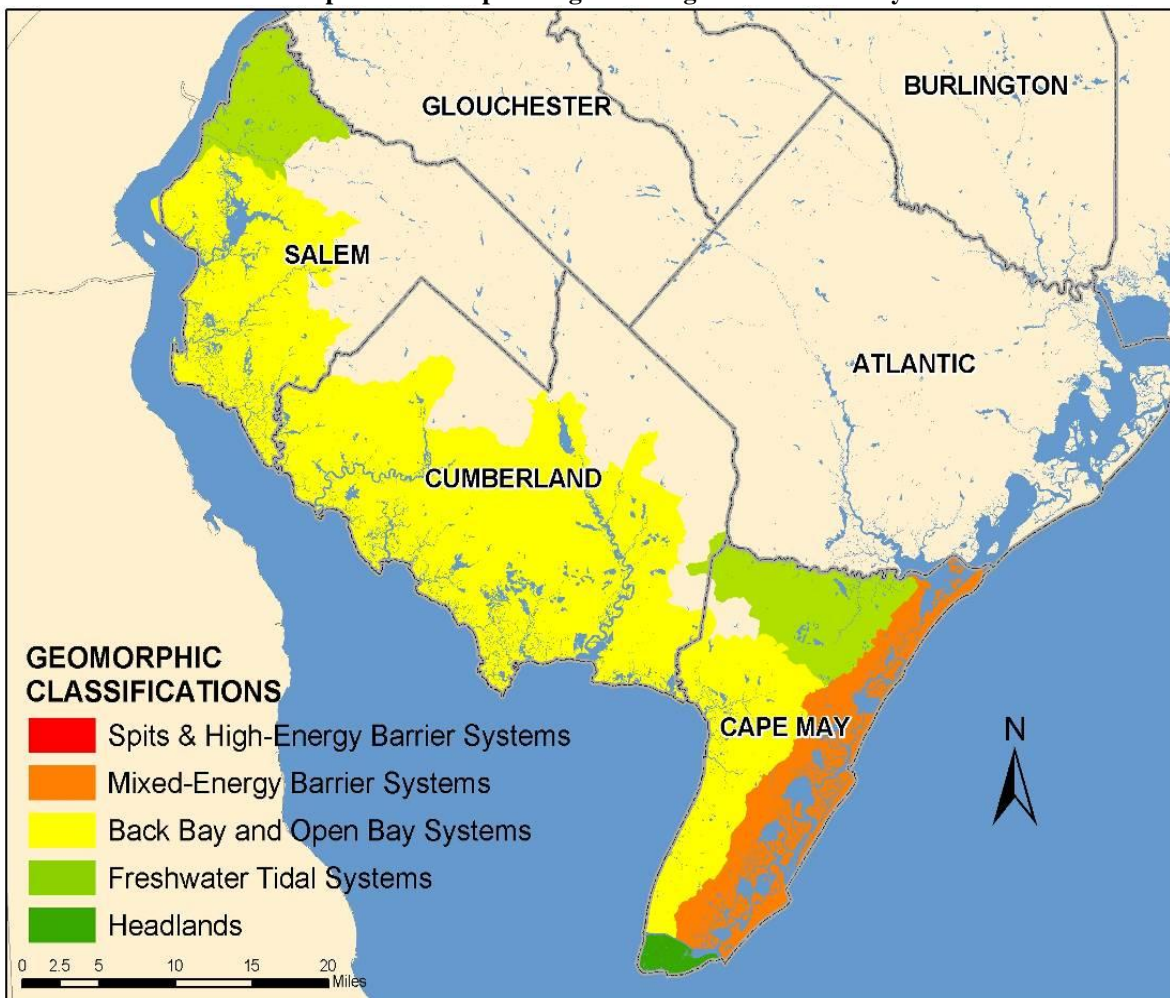 BURLINGTON
GLOUCHESTER
SALEM
ATLANTIC
CUMBERLAND
CAPE MAY
GEOMORPHIC
CLASSIFICATIONS
Spits & High-Energy Barrier Systems
Mixed-Energy Barrier Systems
Back Bay and Open Bay Systems
Freshwater Tidal Systems
Headlands
N
0 2.5 5 10 15 20
Miles